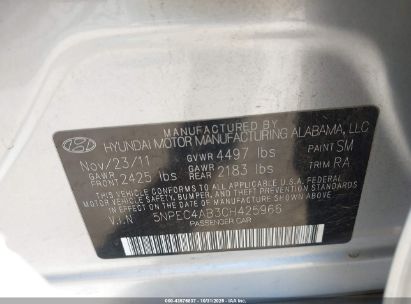 MANUFACTURED BY
HYUNDAI MOTOR MANUFACTURING ALABAMA, LLC
Nov/23/11 GVWR 4497 lbs PAINT SM
GAWR FRONT 2425 lbs GAWR REAR 2183 lbs TRIM RA
THIS VEHICLE CONFORMS TO ALL APPLICABLE U.S.A. FEDERAL
MOTOR VEHICLE SAFETY, BUMPER, AND THEFT PREVENTION STANDARDS
IN EFFECT ON THE DATE OF MANUFACTURE SHOWN ABOVE.
V.I.N 5NPEC4AB3CH425965
PASSENGER CAR